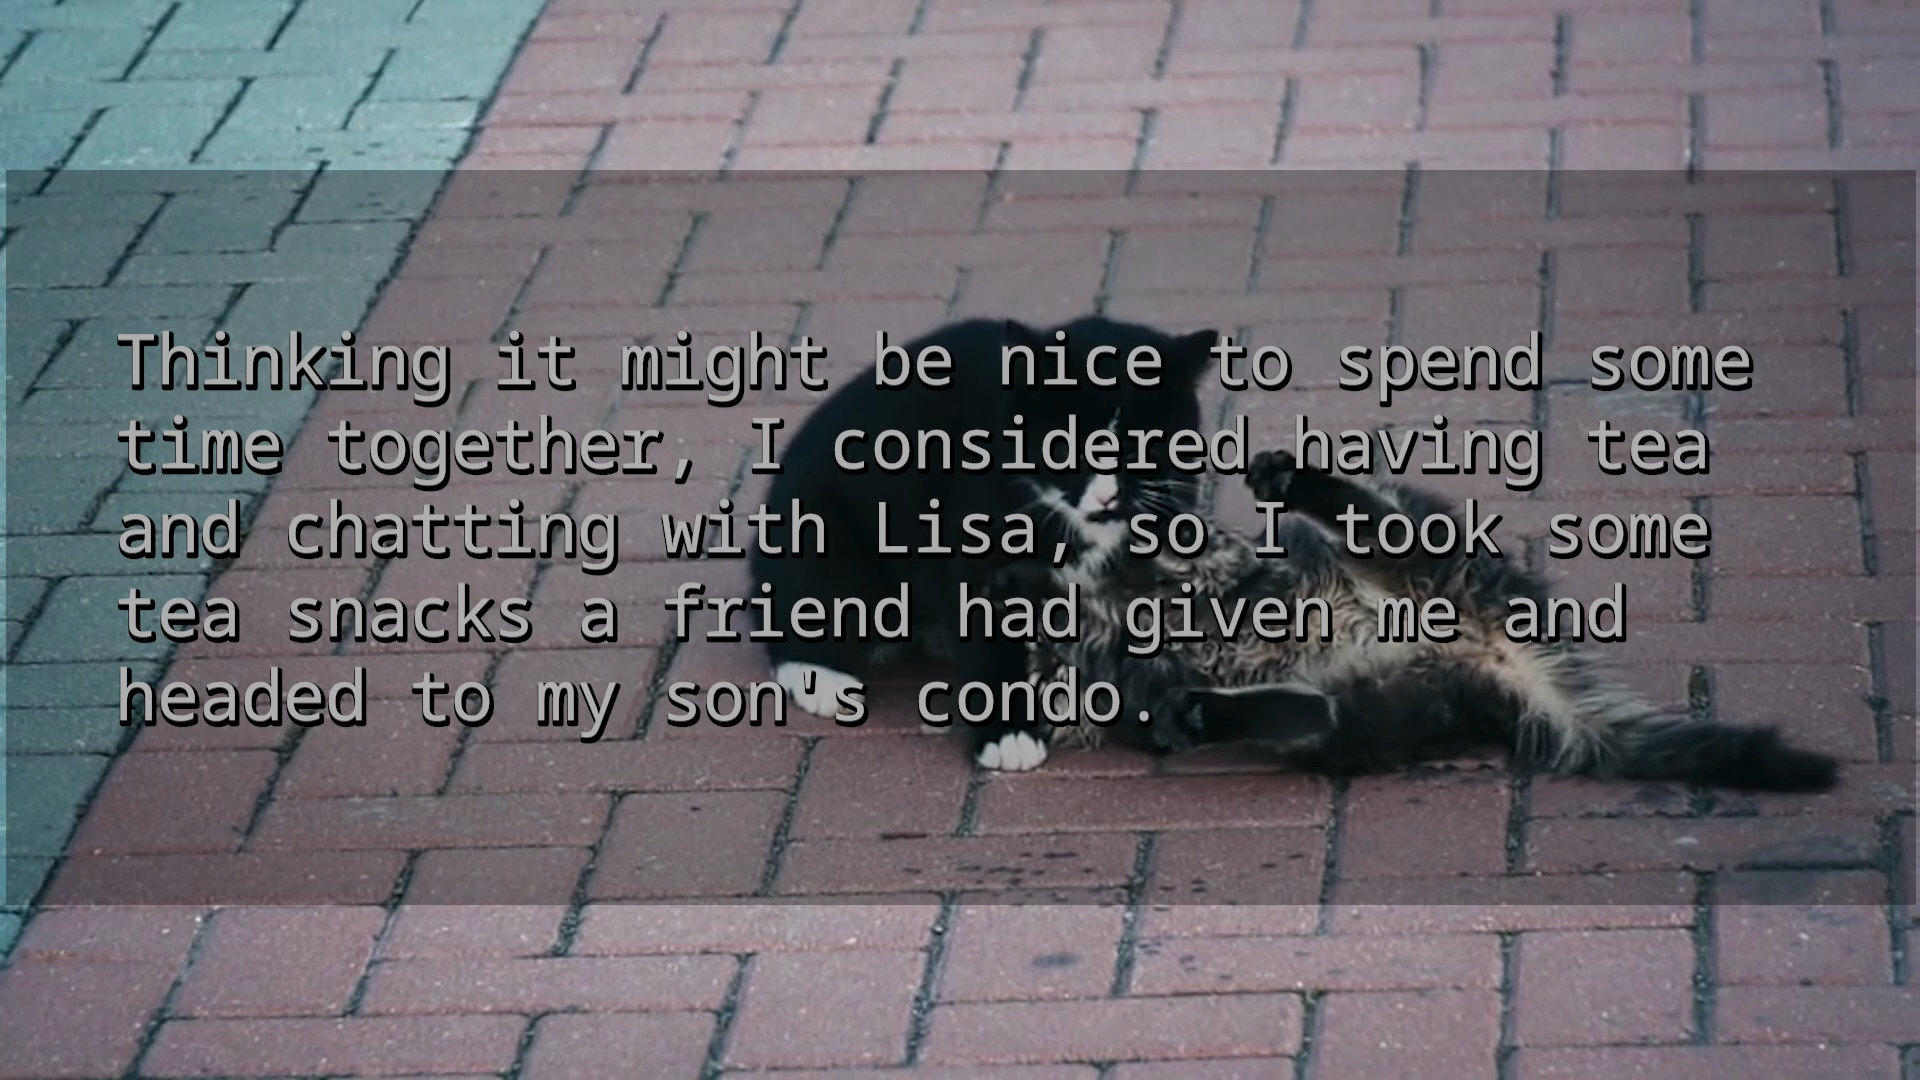 Thinking it might be nice to spend some
time together, I considered having tea
and chatting with Lisa, so I took some
tea snacks a friend had given me and
headed to my son's condo.